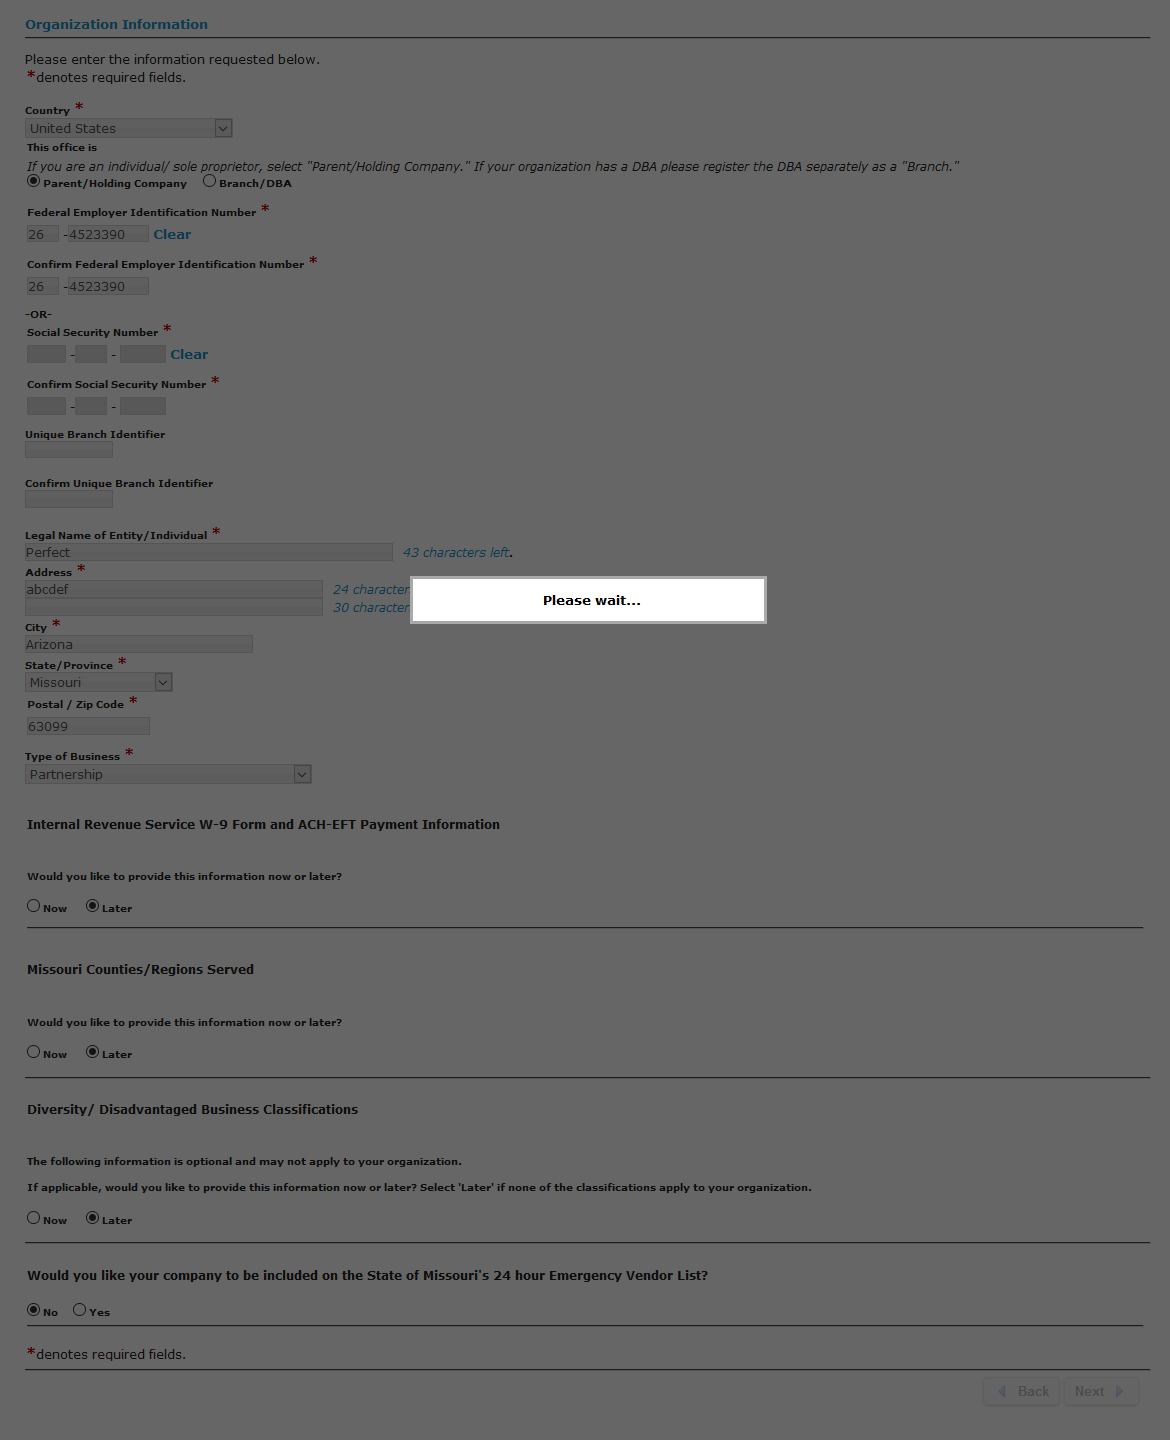 Organization Information
Please enter the information requested below.
*denotes required fields.
Country *
United States
This office is
If you are an individual/ sole proprietor, select "Parent/Holding Company." If your organization has a DBA please register the DBA separately as a "Branch."
Parent/Holding Company Branch/DBA
Federal Employer Identification Number *
26 -4523390 Clear
Confirm Federal Employer Identification Number *
26 -4523390
-OR-
Social Security Number *
- - Clear
Confirm Social Security Number *
- -
Unique Branch Identifier
Confirm Unique Branch Identifier
Legal Name of Entity/Individual *
Perfect 43 characters left.
Address *
abcdef 24
30
Please wait...
City *
Arizona
State/Province *
Missouri
Postal / Zip Code *
63099
Type of Business *
Partnership
Internal Revenue Service W-9 Form and ACH-EFT Payment Information
Would you like to provide this information now or later?
Now Later
Missouri Counties/Regions Served
Would you like to provide this information now or later?
Now Later
Diversity/ Disadvantaged Business Classifications
The following information is optional and may not apply to your organization.
If applicable, would you like to provide this information now or later? Select 'Later' if none of the classifications apply to your organization.
Now Later
Would you like your company to be included on the State of Missouri's 24 hour Emergency Vendor List?
No Yes
*denotes required fields.
Back Next